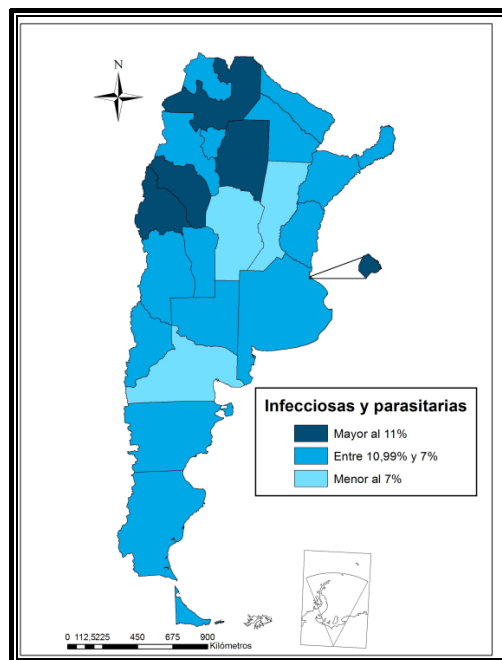 N
Infecciosas y parasitarias
Mayor al 11%
Entre 10,99% y 7%
Menor al 7%
0 112,5225 450 675 900
Kilómetros